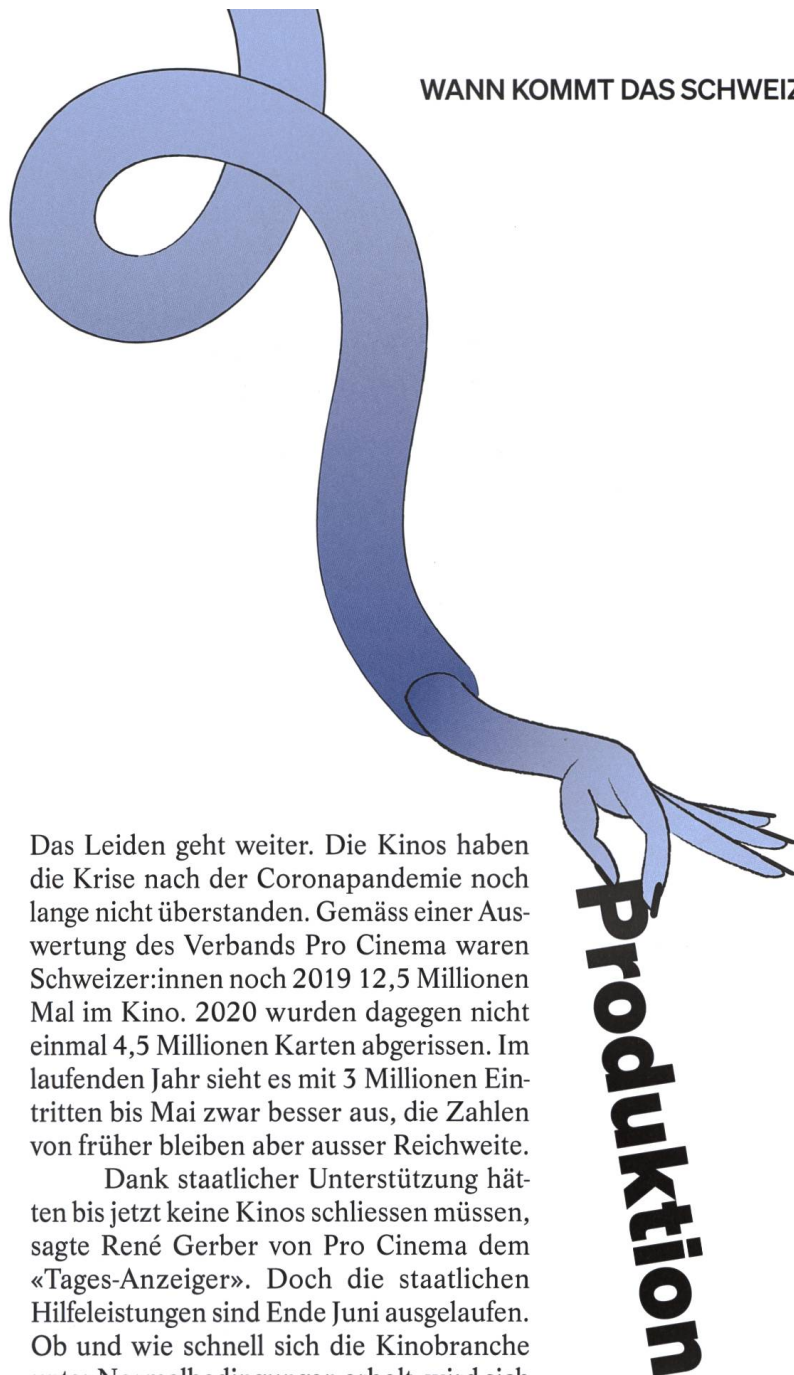 WANN KOMMT DAS SCHWEIZ
Das Leiden geht weiter. Die Kinos haben
die Krise nach der Coronapandemie noch
lange nicht überstanden. Gemäss einer Aus-
wertung des Verbands Pro Cinema waren
Schweizer:innen noch 2019 12,5 Millionen
Mal im Kino. 2020 wurden dagegen nicht
einmal 4,5 Millionen Karten abgerissen. Im
laufenden Jahr sieht es mit 3 Millionen Ein-
tritten bis Mai zwar besser aus, die Zahlen
von früher bleiben aber ausser Reichweite.
Dank staatlicher Unterstützung hät-
ten bis jetzt keine Kinos schliessen müssen,
sagte René Gerber von Pro Cinema dem
«Tages-Anzeiger». Doch die staatlichen
Hilfeleistungen sind Ende Juni ausgelaufen.
Ob und wie schnell sich die Kinobranche
Produktion